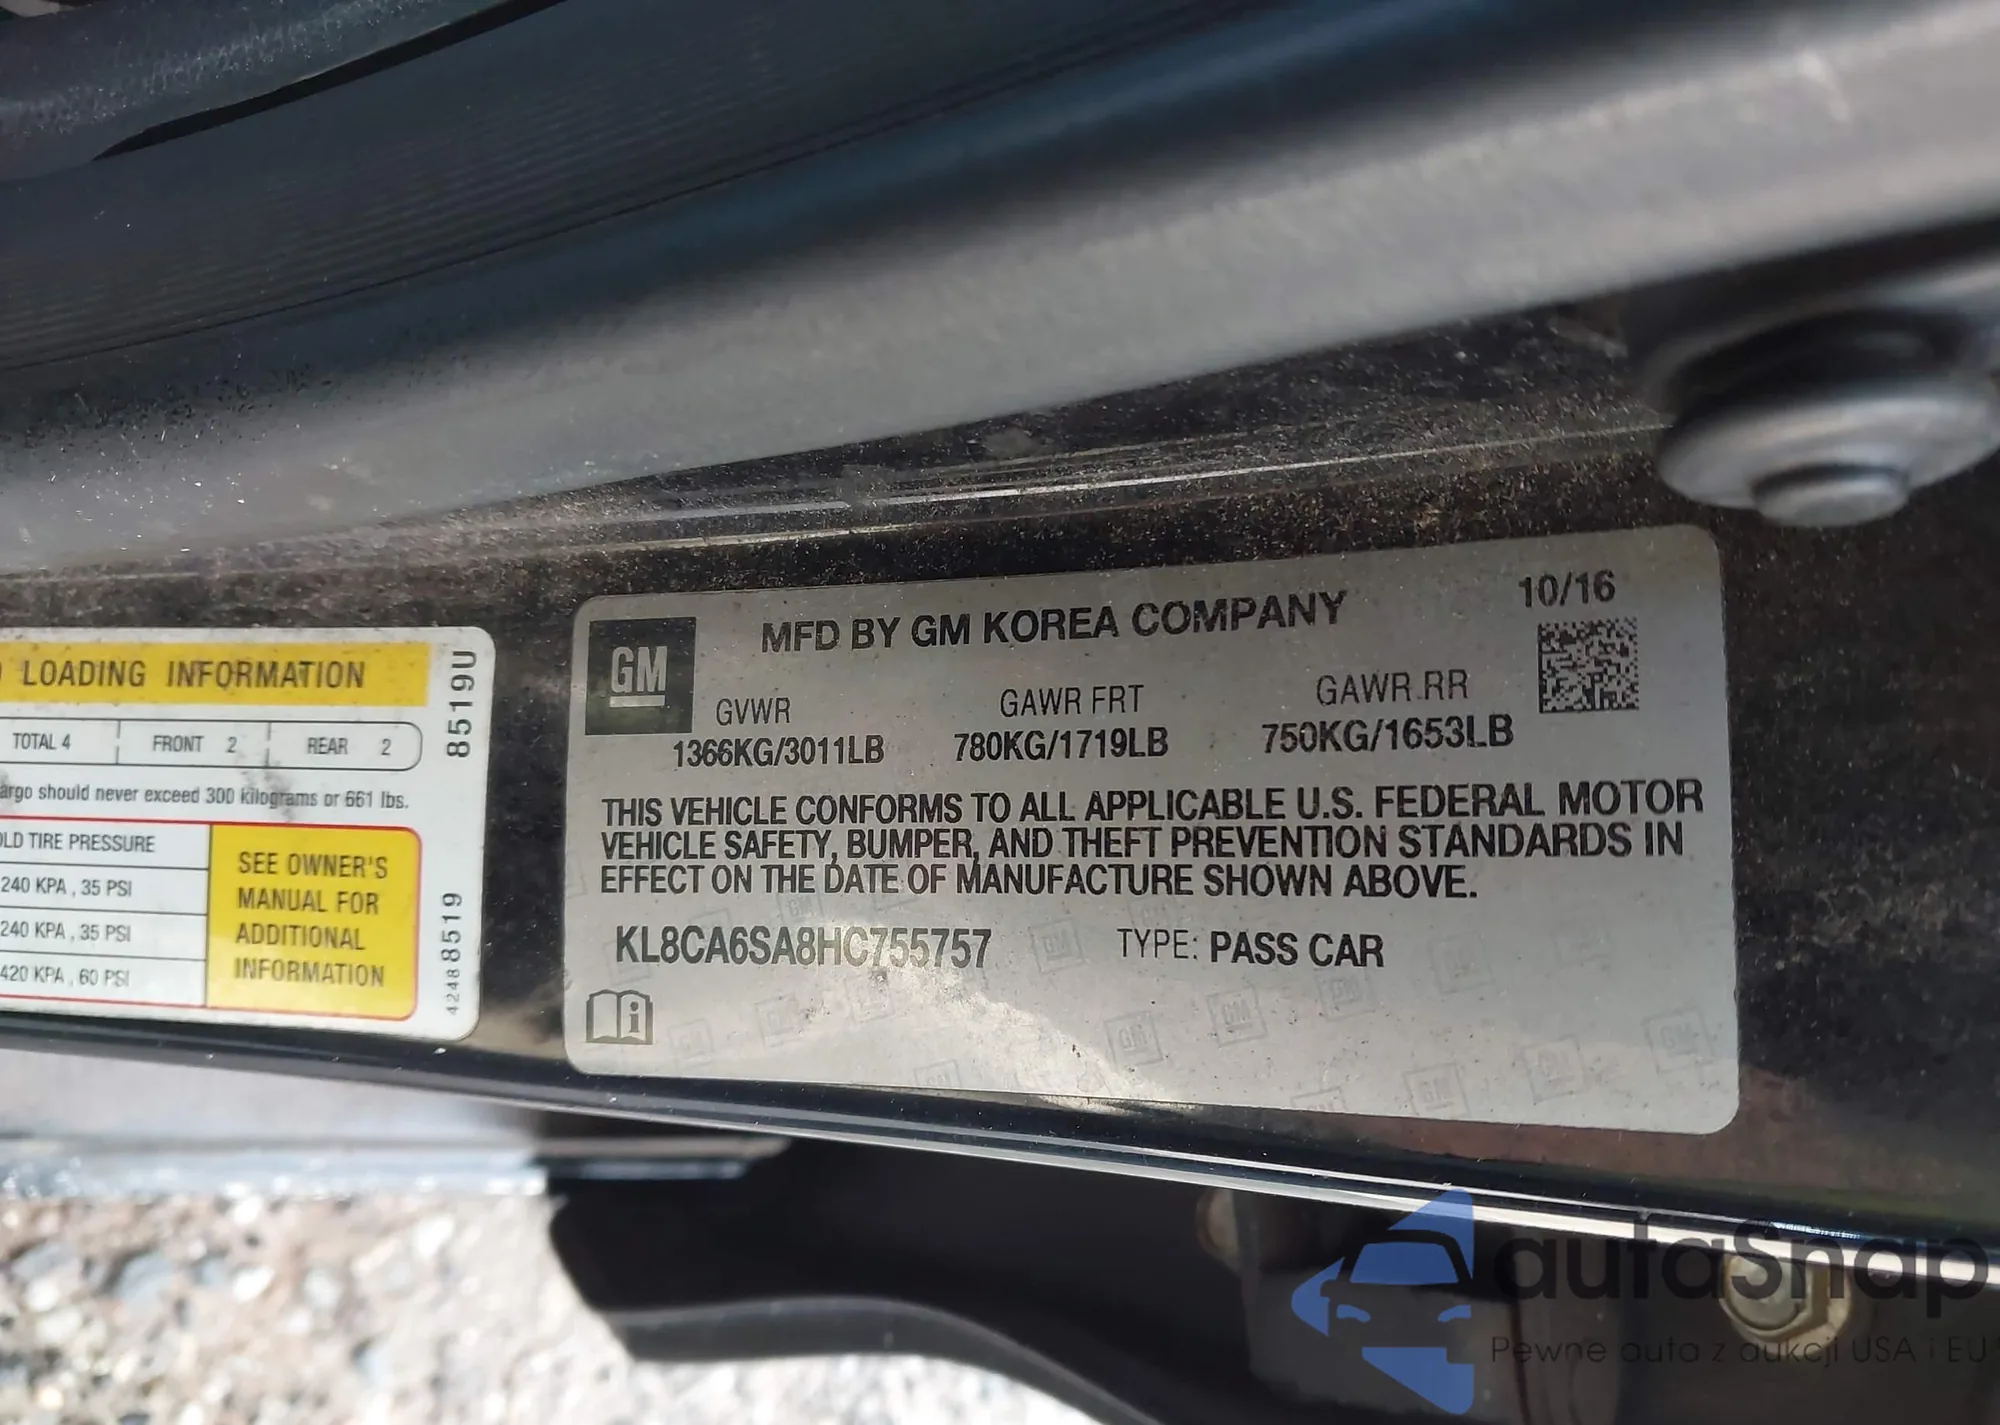 LOADING INFORMATION
TOTAL 4 FRONT 2 REAR 2
argo should never exceed 300 kilograms or 661 lbs.
OLD TIRE PRESSURE
240 KPA , 35 PSI
240 KPA , 35 PSI
420 KPA , 60 PSI
SEE OWNER'S
MANUAL FOR
ADDITIONAL
INFORMATION
8519U
42488519
GM
MFD BY GM KOREA COMPANY
10/16
GVWR GAWR FRT GAWR RR
1366KG/3011LB 780KG/1719LB 750KG/1653LB
THIS VEHICLE CONFORMS TO ALL APPLICABLE U.S. FEDERAL MOTOR
VEHICLE SAFETY, BUMPER, AND THEFT PREVENTION STANDARDS IN
EFFECT ON THE DATE OF MANUFACTURE SHOWN ABOVE.
KL8CA6SA8HC755757 TYPE: PASS CAR
autaSnap
Pewne auta z aukcji USA i EU